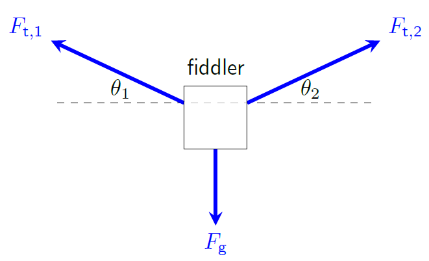 F_t,1
F_t,2
fiddler
θ_1
θ_2
F_g